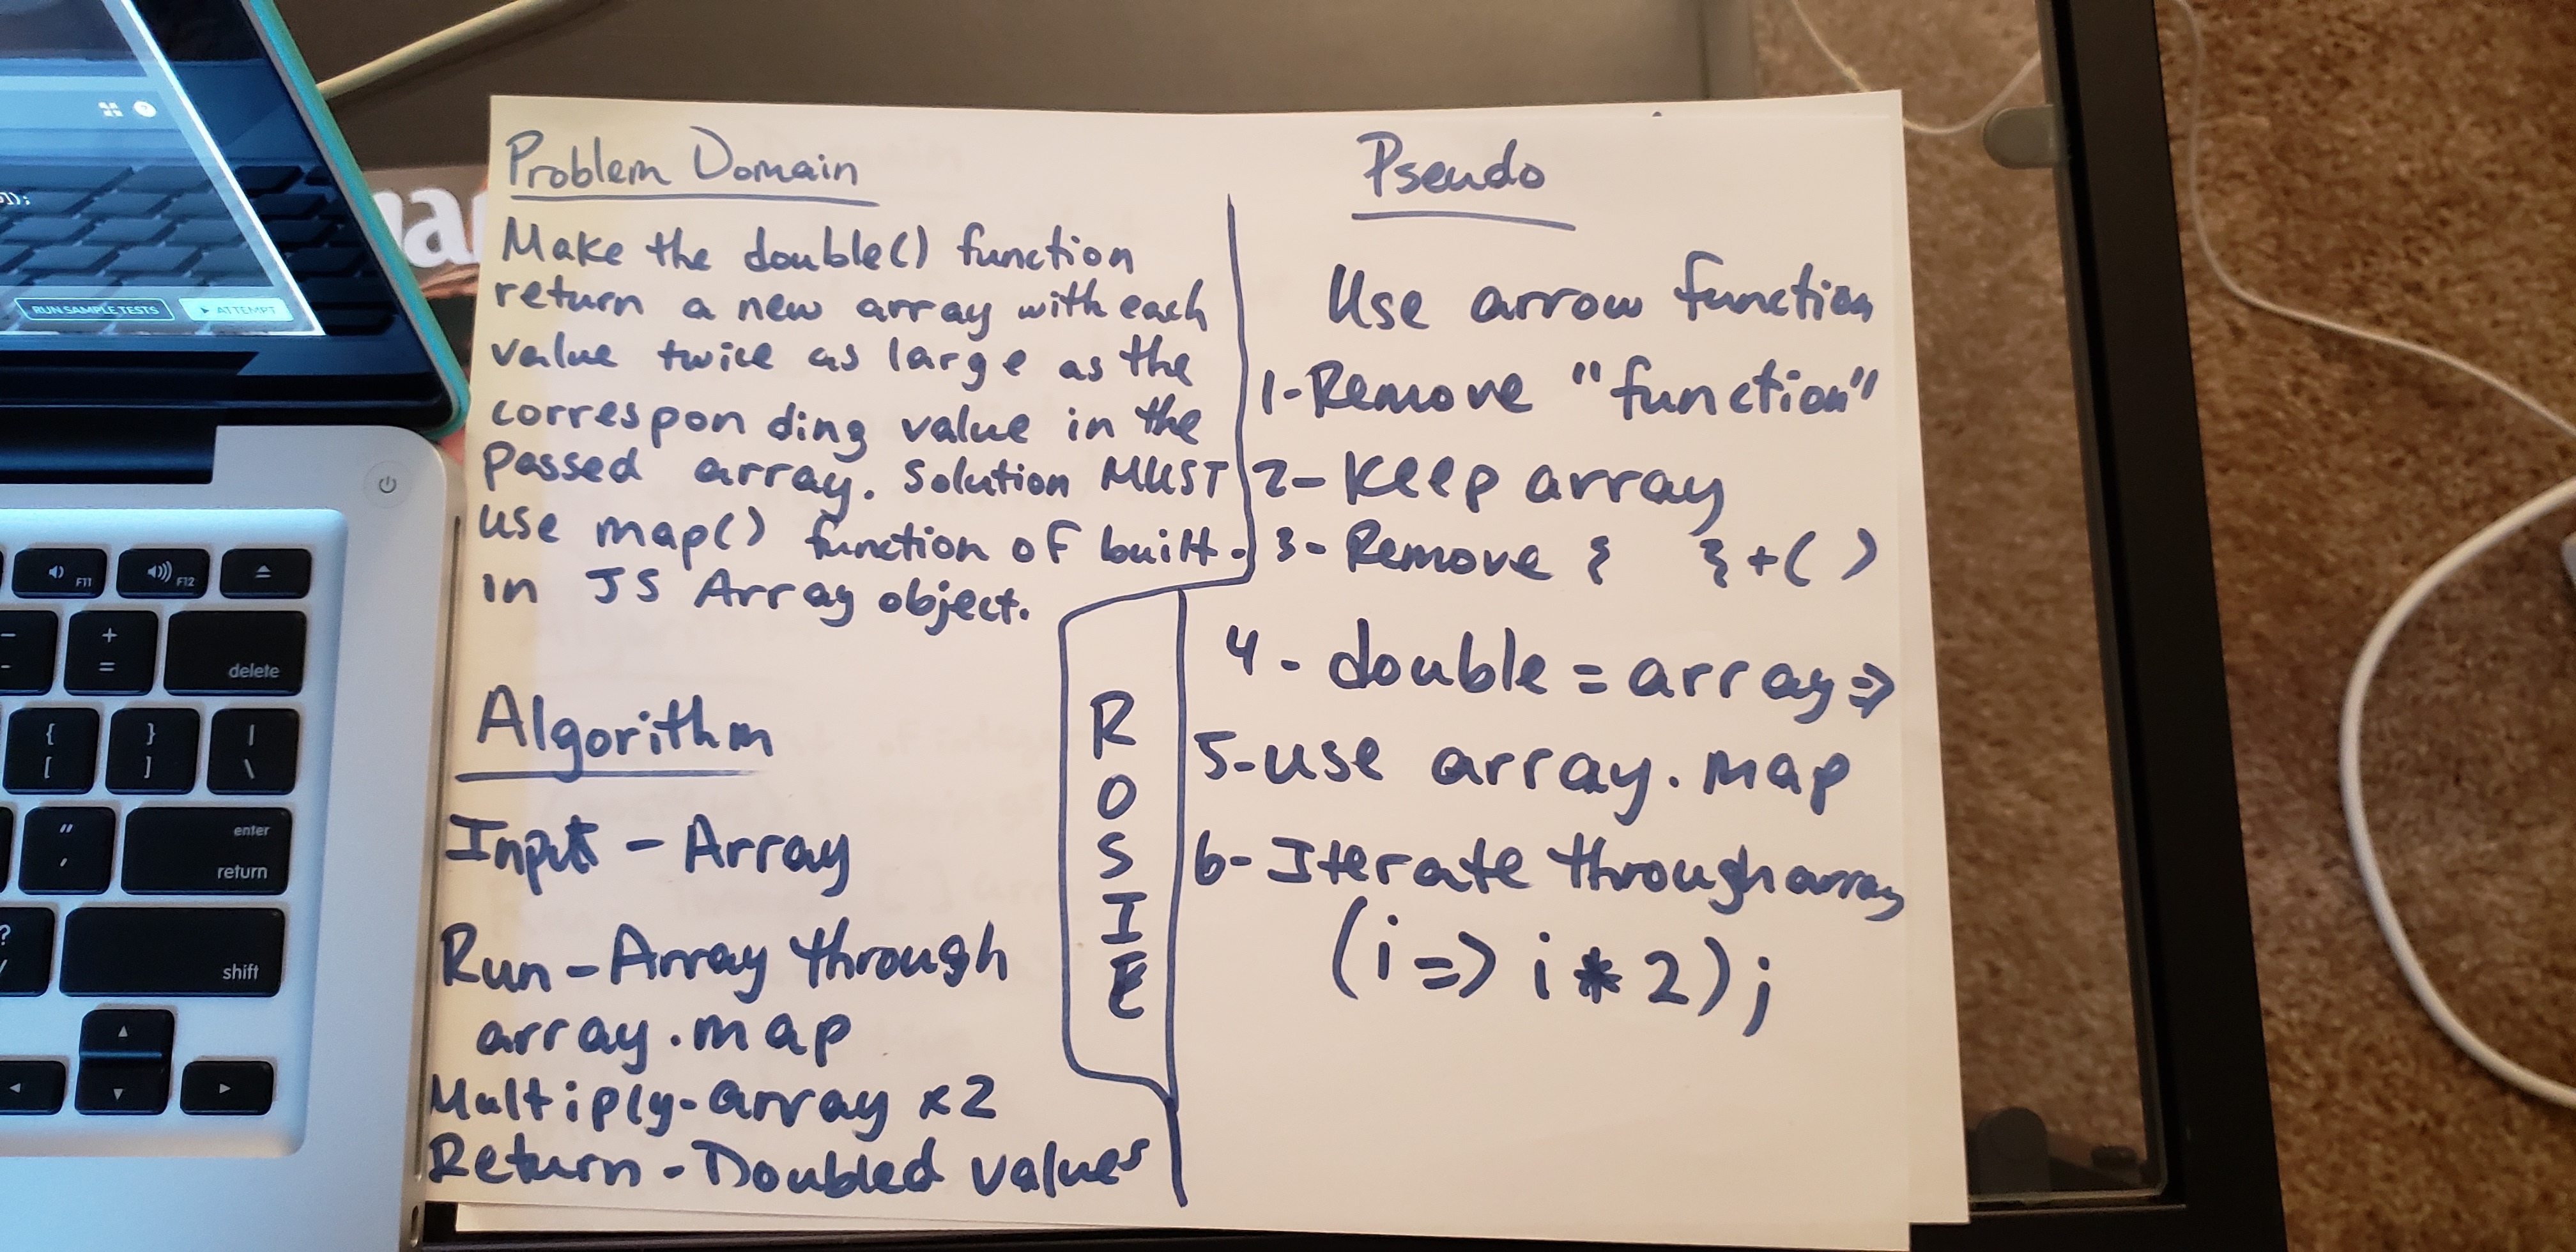 Problem Domain
Make the double() function
return a new array with each
value twice as large as the
correspon ding value in the
Passed array. Solution MUST
use map() function of built-
in JS Array object.
Algorithm
Input - Array
Run - Array through
array.map
Multiply-array x2
Return - Doubled values
R
O
S
I
E
Pseudo
Use arrow function
1-Remove "function"
2-Keep array
3-Remove { } + ( )
4-double = array =>
5-use array.map
6-Iterate through array
(i => i * 2);
RUN SAMPLE TESTS
ATTEMPT
]);
F11
F12
+
=
delete
{
[
}
]
|
\
"
'
enter
return
?
/
shift